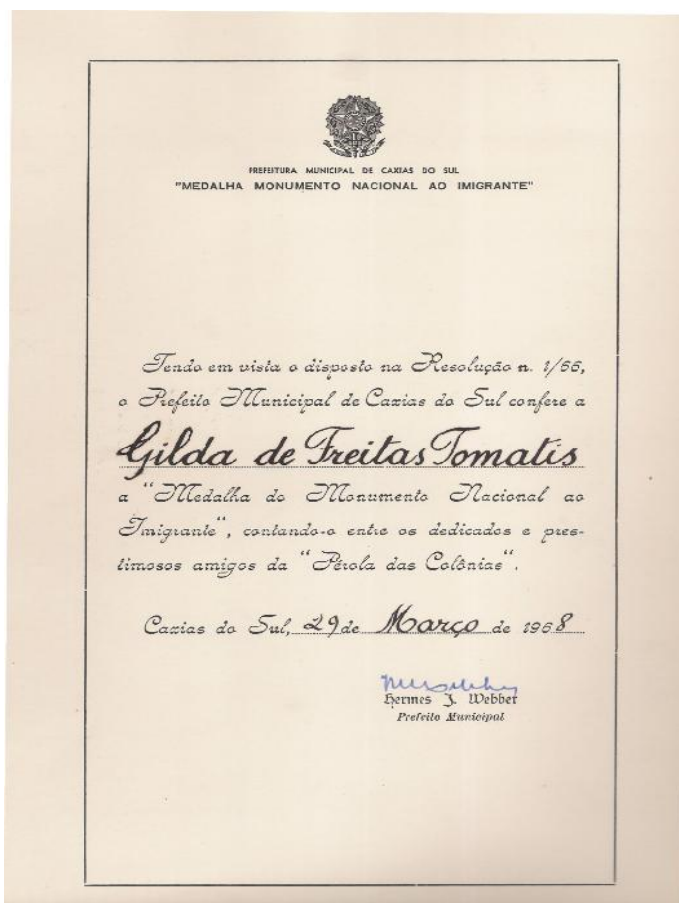 PREFEITURA MUNICIPAL DE CAXIAS DO SUL
"MEDALHA MONUMENTO NACIONAL AO IMIGRANTE"
Tendo em vista o disposto na Resolução n. 1/66,
o Prefeito Municipal de Caxias do Sul confere a
Gilda de Freitas Tomatis
a "Medalha do Monumento Nacional ao
Imigrante", contando-o entre os dedicados e pres-
timosos amigos da "Pérola das Colônias".
Caxias do Sul, 29 de Março de 1968
Hermes J. Webber
Prefeito Municipal